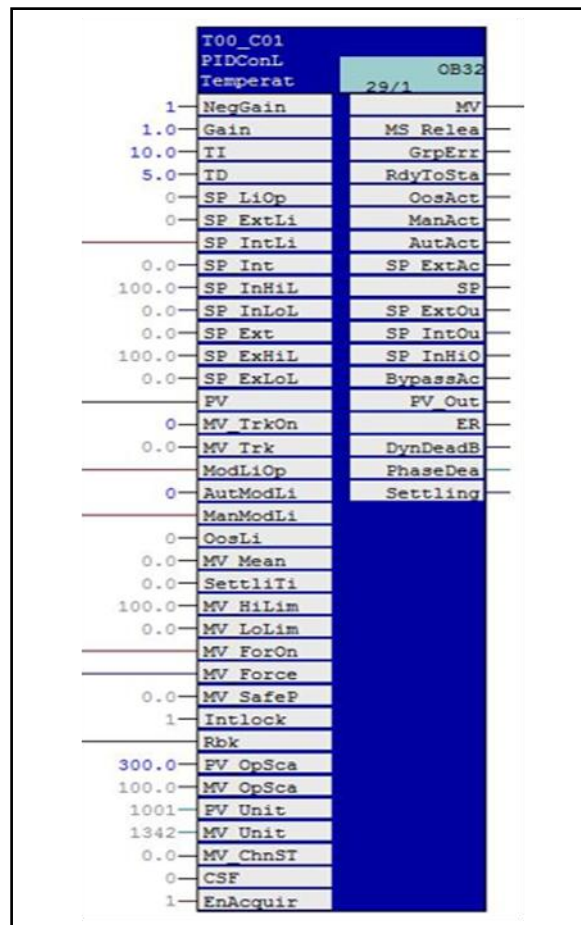 T00_C01
PIDConL
Temperat
OB32
29/1
1 NegGain MV
1.0 Gain MS Relea
10.0 TI GrpErr
5.0 TD RdyToSta
0 SP LiOp OosAct
0 SP ExtLi ManAct
SP IntLi AutAct
0.0 SP Int SP ExtAc
100.0 SP InHiL SP
0.0 SP InLoL SP ExtOu
0.0 SP Ext SP IntOu
100.0 SP ExHiL SP InHiO
0.0 SP ExLoL BypassAc
PV PV_Out
0 MV_TrkOn ER
0.0 MV Trk DynDeadB
ModLiOp PhaseDea
0 AutModLi Settling
ManModLi
0 OosLi
0.0 MV Mean
0.0 SettliTi
100.0 MV HiLim
0.0 MV LoLim
MV ForOn
MV Force
0.0 MV SafeP
1 Intlock
Rbk
300.0 PV OpSca
100.0 MV OpSca
1001 PV Unit
1342 MV Unit
0.0 MV_ChnST
0 CSF
1 EnAcquir